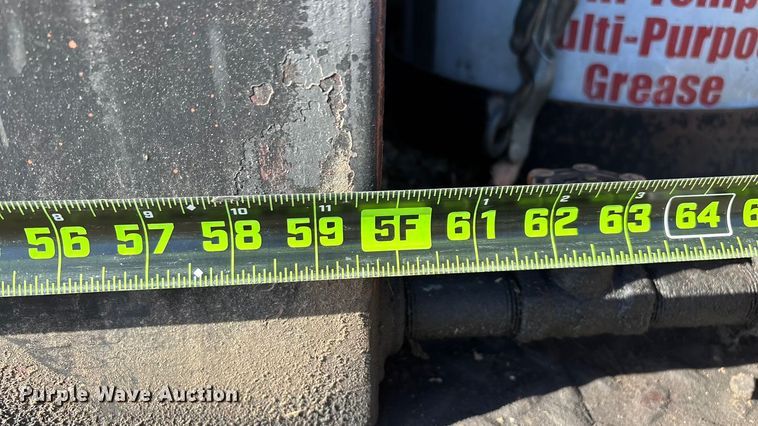 ulti-Purpo
Grease
8 9 10 11 1 2 3
56 57 58 59 5F 61 62 63 64 6
Purple Wave Auction